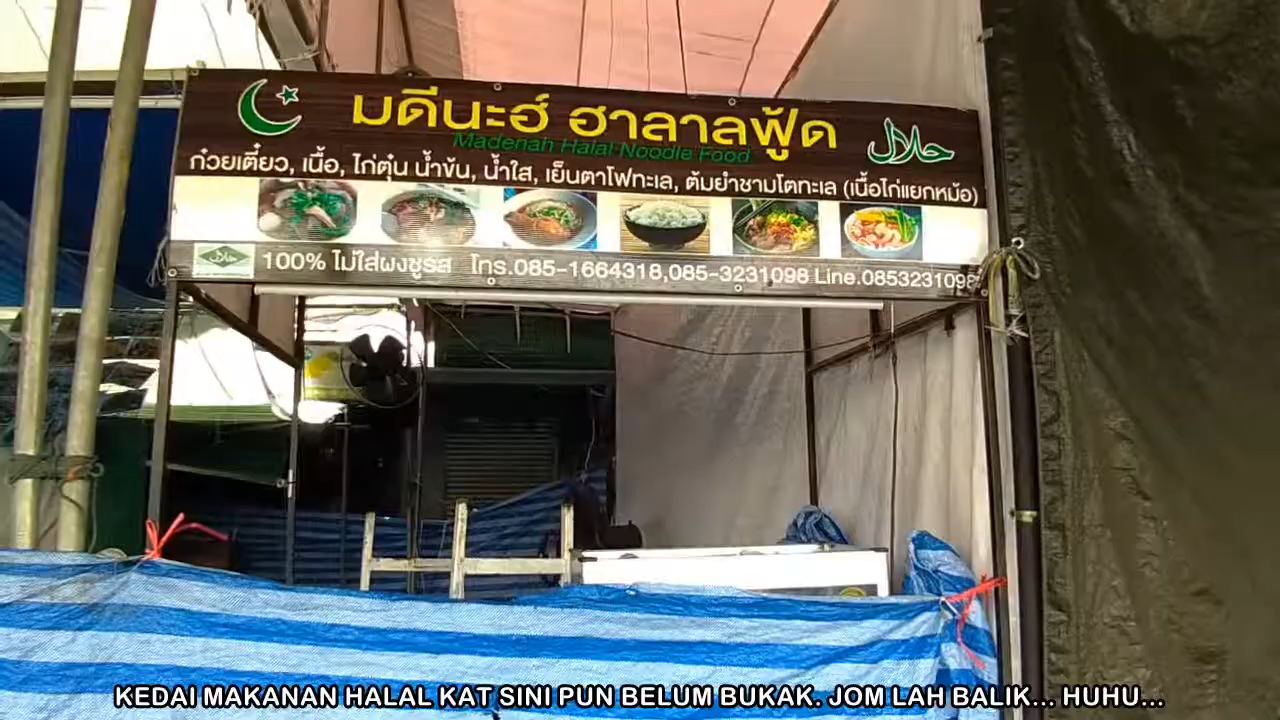 มดีนะฮ์ ฮาลาลฟู้ด
Madenah Halal Noodle Food
حلال
ก๋วยเตี๋ยว, เนื้อ, ไก่ตุ๋น น้ำข้น, น้ำใส, เย็นตาโฟทะเล, ต้มยำชามโตทะเล (เนื้อไก่แยกหม้อ)
حلال
100% ไม่ใส่ผงชูรส โทร.085-1664318,085-3231098 Line.0853231098
KEDAI MAKANAN HALAL KAT SINI PUN BELUM BUKAK. JOM LAH BALIK... HUHU...